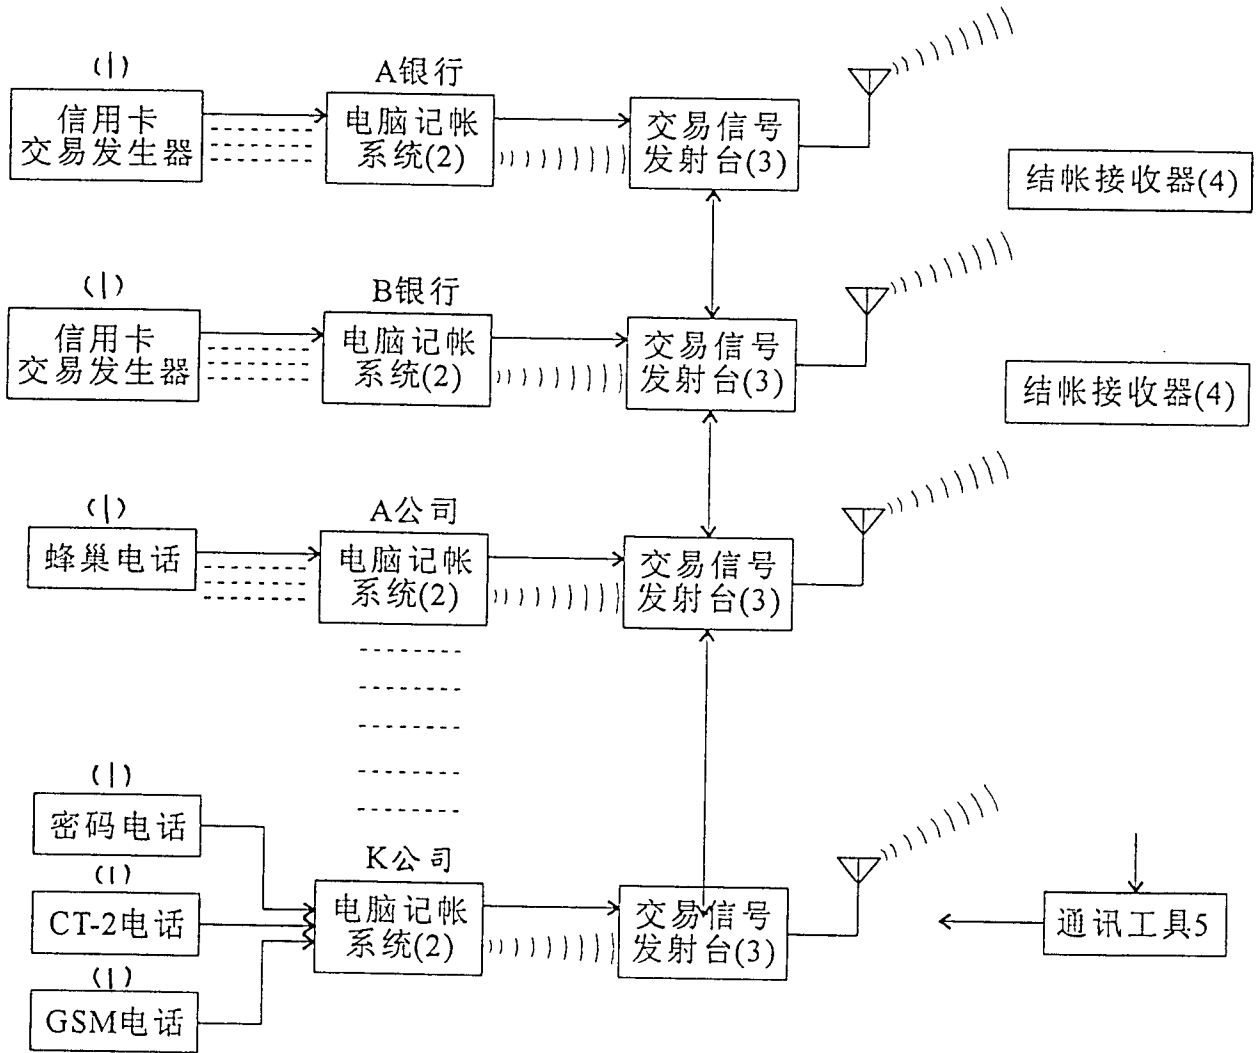 (1)
A银行
信用卡
交易发生器
电脑记帐
系统(2)
交易信号
发射台(3)
结帐接收器(4)
(1)
B银行
信用卡
交易发生器
电脑记帐
系统(2)
交易信号
发射台(3)
结帐接收器(4)
(1)
A公司
蜂巢电话
电脑记帐
系统(2)
交易信号
发射台(3)
(1)
密码电话
K公司
(1)
CT-2电话
电脑记帐
系统(2)
交易信号
发射台(3)
通讯工具5
(1)
GSM电话